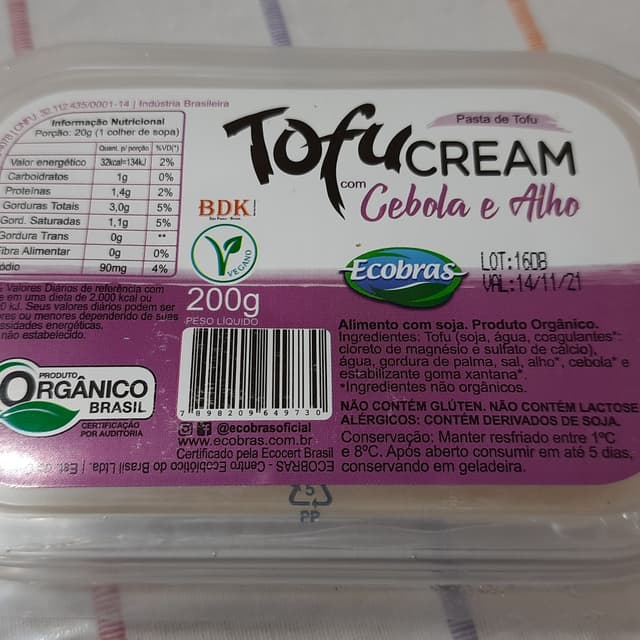 CNPJ: 32.112.435/0001-14 | Indústria Brasileira
Informação Nutricional
Porção: 20g (1 colher de sopa)
Quant. p/ porção %VD(*)
Valor energético 32kcal=134kJ 2%
Carboidratos 1g 0%
Proteínas 1,4g 2%
Gorduras Totais 3,0g 5%
Gord. Saturadas 1,1g 5%
Gordura Trans 0g **
Fibra Alimentar 0g 0%
Sódio 90mg 4%
Valores Diários de referência com
em uma dieta de 2.000 kcal ou
kJ. Seus valores diários podem ser
ou menores dependendo de suas
energéticas.
não estabelecido.
PRODUTO
ORGÂNICO
BRASIL
CERTIFICAÇÃO
POR AUDITORIA
BDK
VEGANO
200g
PESO LÍQUIDO
7898209649730
@ecobrasoficial
www.ecobras.com.br
Certificado pela Ecocert Brasil
ECOBRAS - Centro Ecobiótico do Brasil Ltda / Est.
Pasta de Tofu
Tofu CREAM
com
Cebola e Alho
Ecobras
LOT:160B
VAL:14/11/21
Alimento com soja. Produto Orgânico.
Ingredientes: Tofu (soja, água, coagulantes*:
cloreto de magnésio e sulfato de cálcio),
água, gordura de palma, sal, alho*, cebola* e
estabilizante goma xantana*.
*Ingredientes não orgânicos.
NÃO CONTÉM GLÚTEN. NÃO CONTÉM LACTOSE
ALÉRGICOS: CONTÉM DERIVADOS DE SOJA.
Conservação: Manter resfriado entre 1ºC
e 8ºC. Após aberto consumir em até 5 dias,
conservando em geladeira.
5
PP